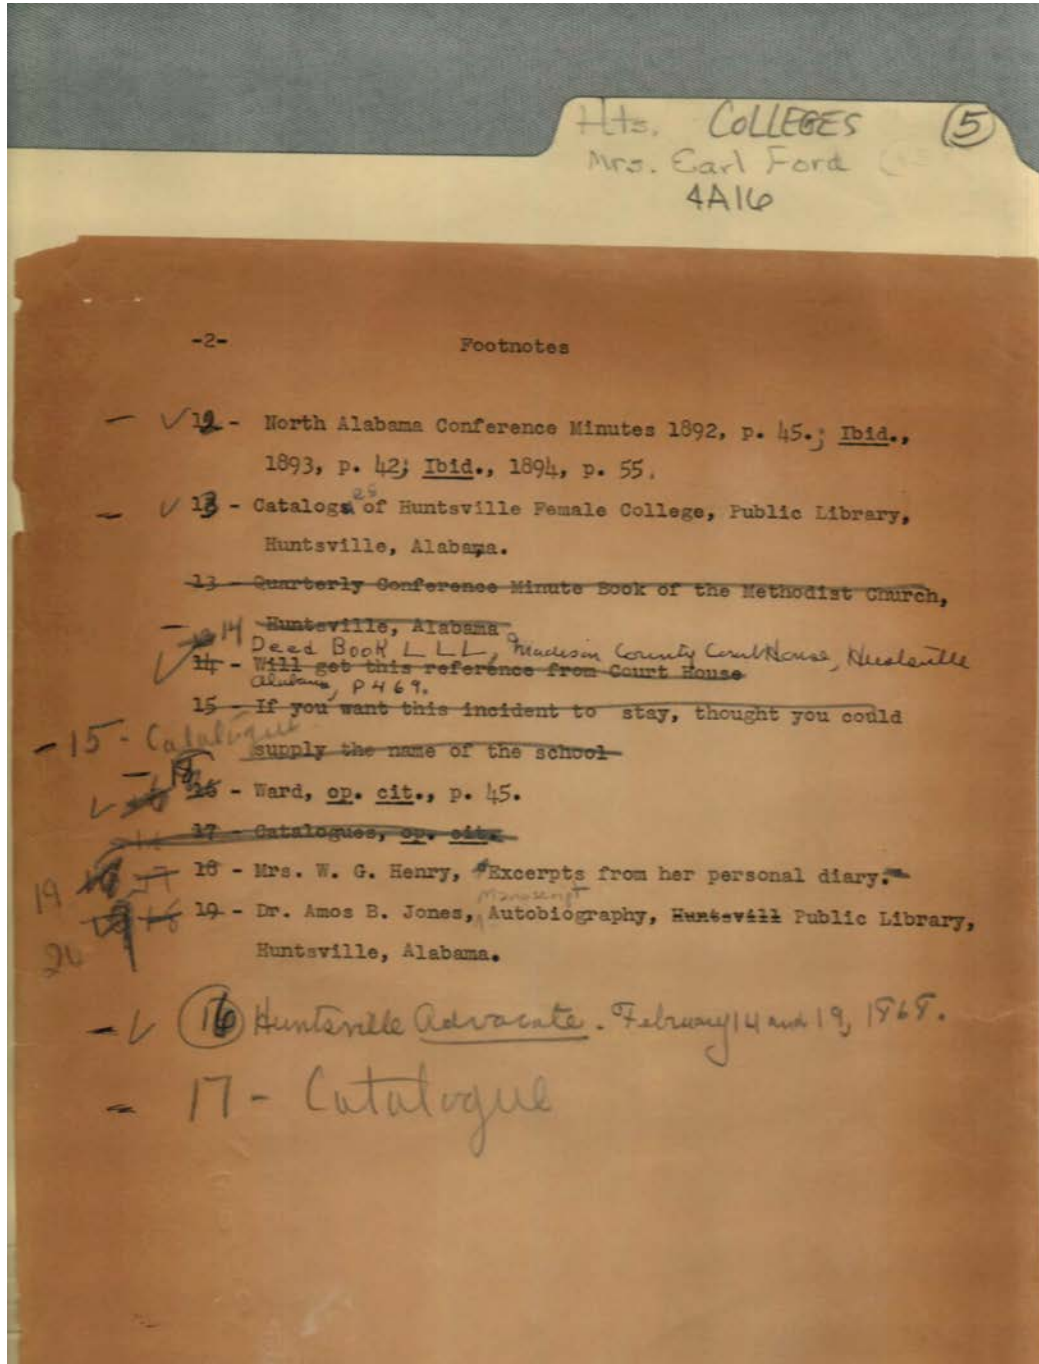 Hts. COLLEGES (5)
Mrs. Earl Ford
4A16
-2- Footnotes
— ✓ 12 - North Alabama Conference Minutes 1892, p. 45.; Ibid.,
1893, p. 42; Ibid., 1894, p. 55.
es
— ✓ 13 - Catalogs of Huntsville Female College, Public Library,
Huntsville, Alabama.
13 - Quarterly Conference Minute Book of the Methodist Church,
— 14 Huntsville, Alabama
Deed Book LLL, Madison County Court House, Huntsville
✓ 14 - Will get this reference from Court House
Alabama, P 469.
15 - If you want this incident to stay, thought you could
— 15 - Catalogue
supply the name of the school
— 18
✓ 16 - Ward, op. cit., p. 45.
17 - Catalogues, op. cit.
19 17 18 - Mrs. W. G. Henry, "Excerpts from her personal diary."
manuscript
18 19 - Dr. Amos B. Jones, Autobiography, Huntsvill Public Library,
20 Huntsville, Alabama.
— ✓ (16) Huntsville Advocate. February 14 and 19, 1868.
= 17 - Catalogue